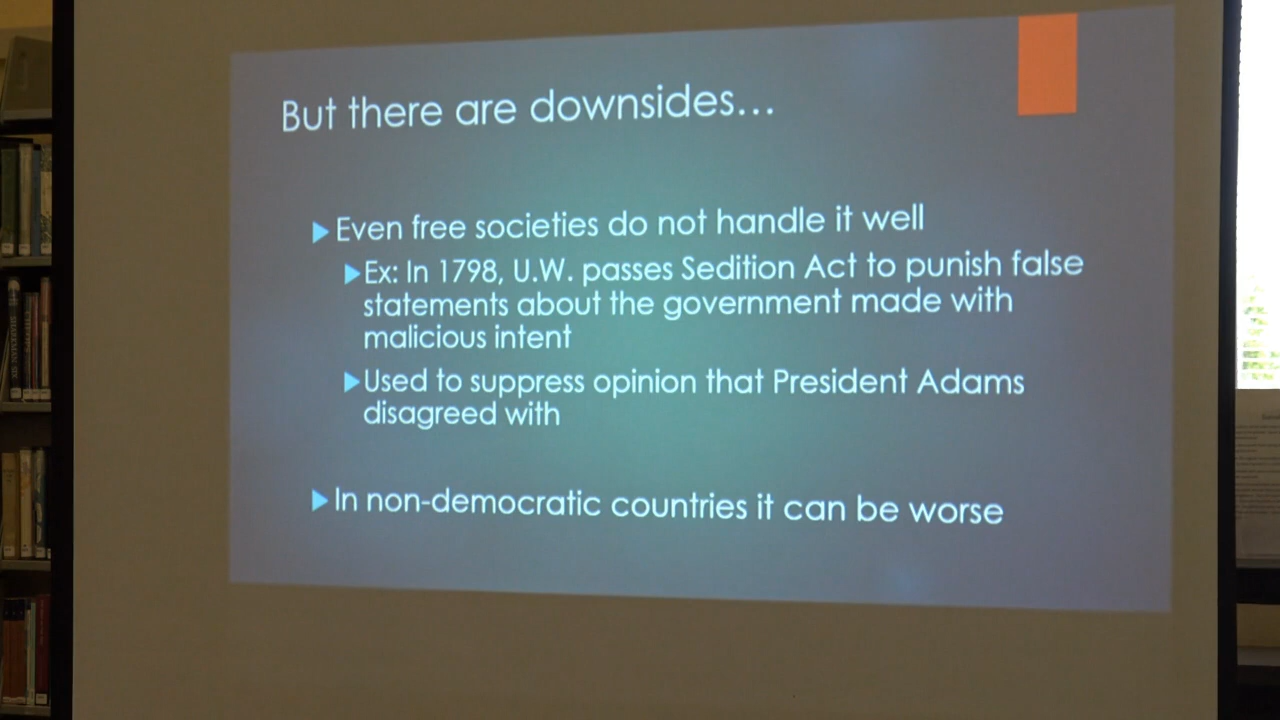 But there are downsides...
Even free societies do not handle it well
Ex: In 1798, U.W. passes Sedition Act to punish false
statements about the government made with
malicious intent
Used to suppress opinion that President Adams
disagreed with
In non-democratic countries it can be worse